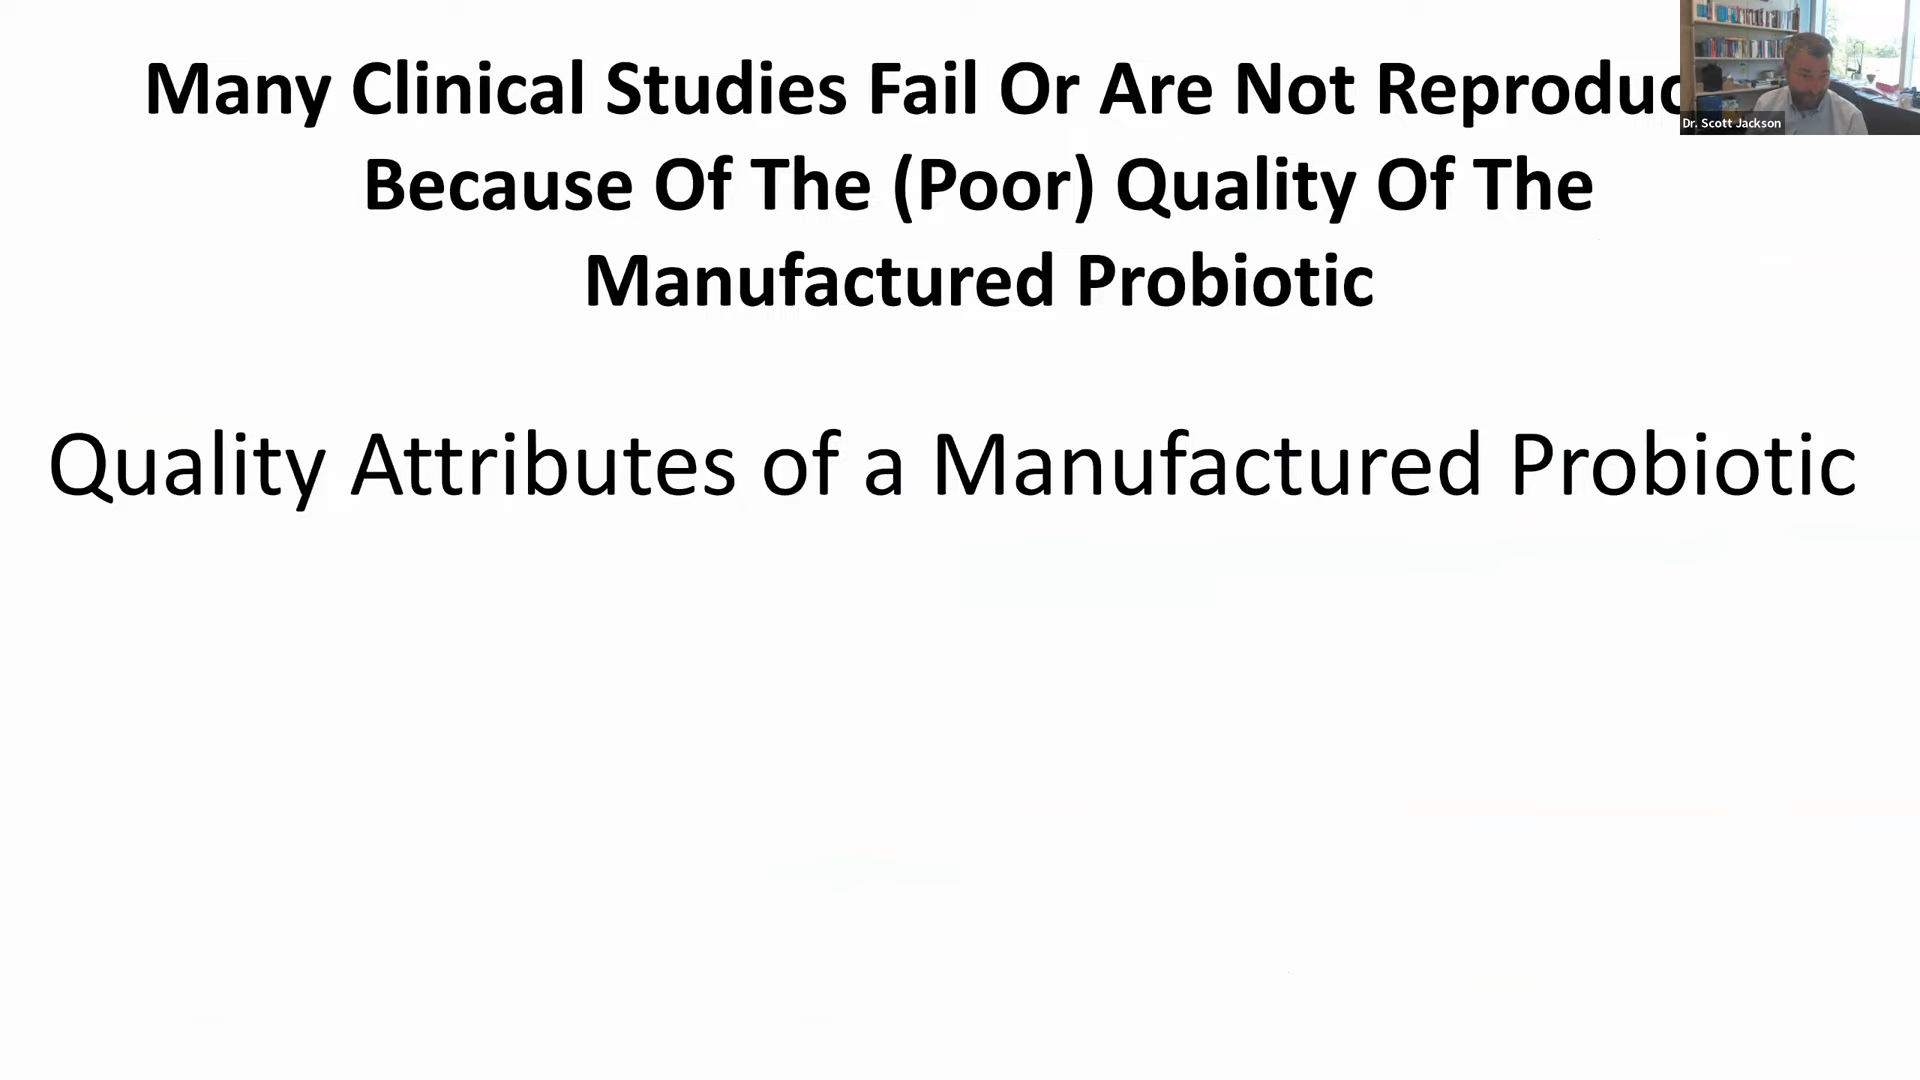 Many Clinical Studies Fail Or Are Not Reproduc
Dr. Scott Jackson
Because Of The (Poor) Quality Of The
Manufactured Probiotic
Quality Attributes of a Manufactured Probiotic